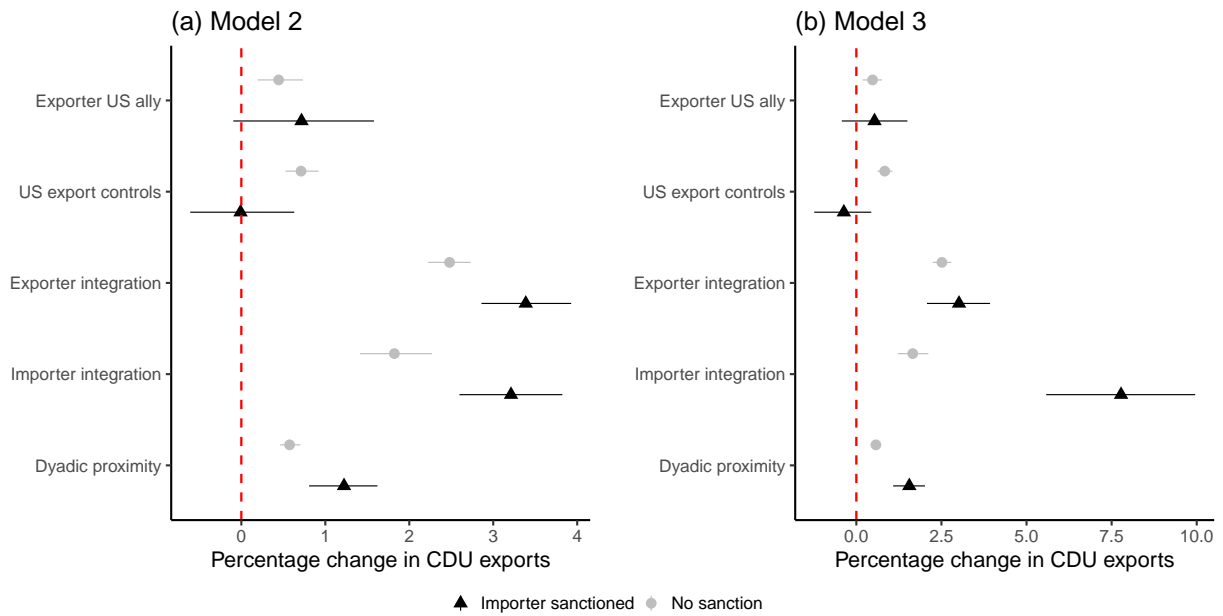 (a) Model 2
Exporter US ally
US export controls
Exporter integration
Importer integration
Dyadic proximity
0 1 2 3 4
Percentage change in CDU exports
(b) Model 3
Exporter US ally
US export controls
Exporter integration
Importer integration
Dyadic proximity
0.0 2.5 5.0 7.5 10.0
Percentage change in CDU exports
Importer sanctioned No sanction